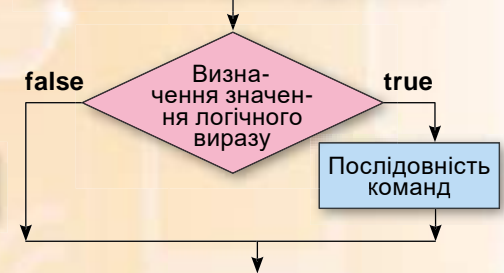 false
Визна-
чення значен-
ня логічного
виразу
true
Послідовність
команд